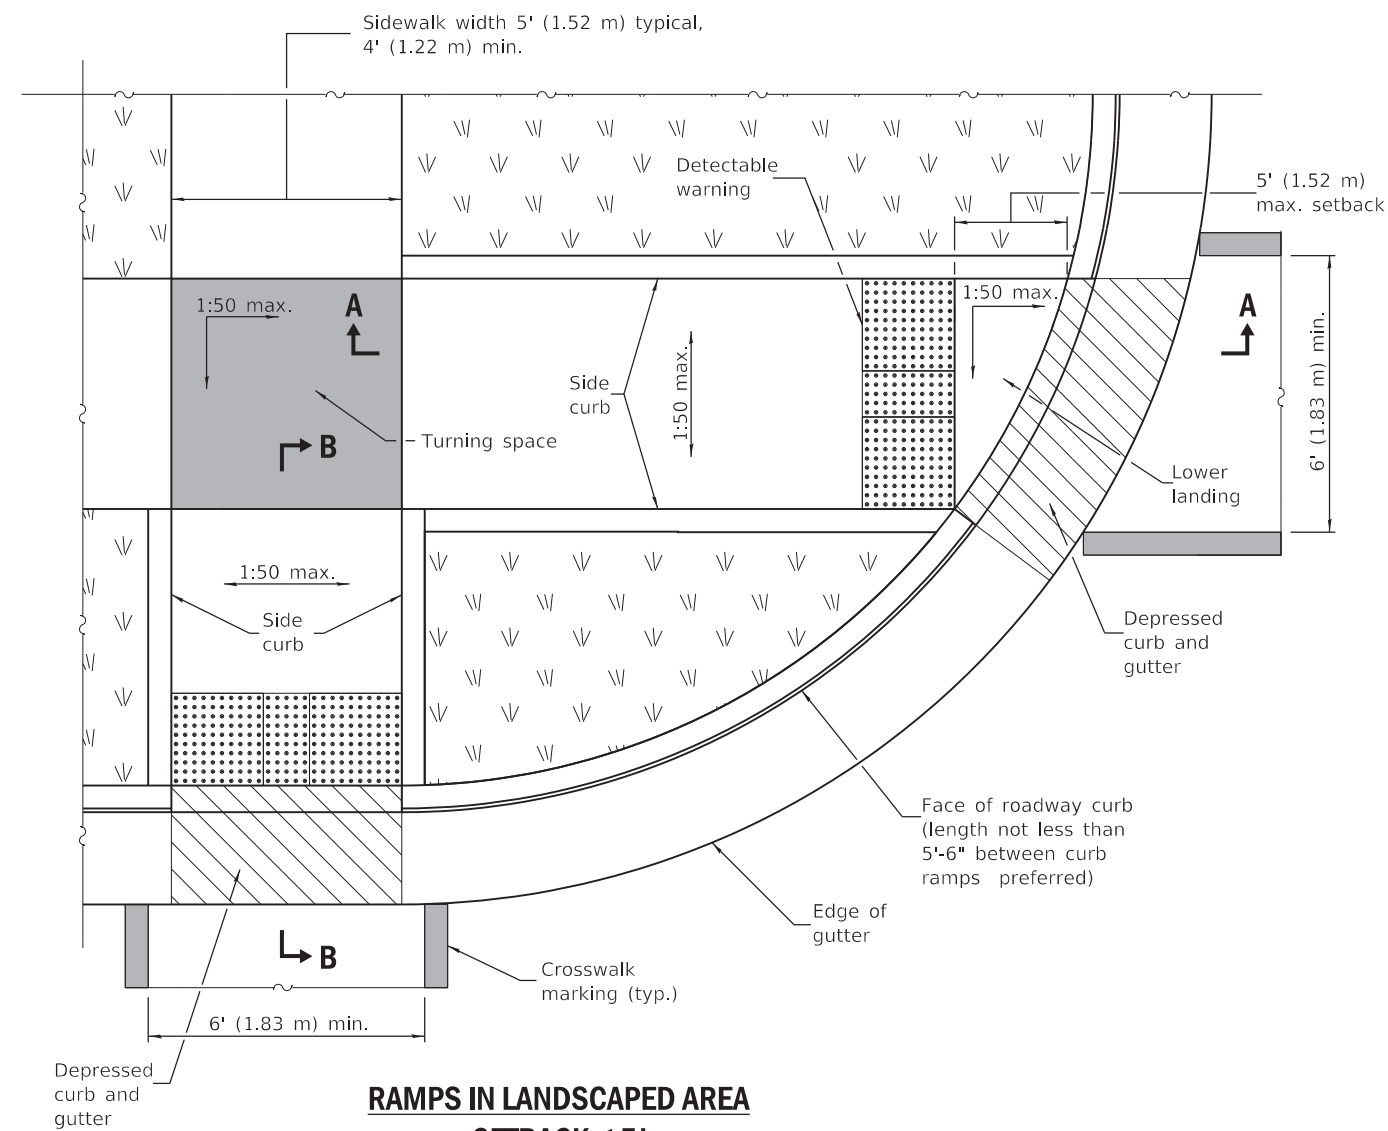 Sidewalk width 5' (1.52 m) typical,
4' (1.22 m) min.
Detectable
warning
5' (1.52 m)
max. setback
1:50 max.
A
1:50 max.
A
Side
curb
1:50 max.
6' (1.83 m) min.
B
Turning space
Lower
landing
1:50 max.
Side
curb
Depressed
curb and
gutter
Face of roadway curb
(length not less than
5'-6" between curb
ramps preferred)
Edge of
gutter
B
Crosswalk
marking (typ.)
6' (1.83 m) min.
Depressed
curb and
gutter
RAMPS IN LANDSCAPED AREA